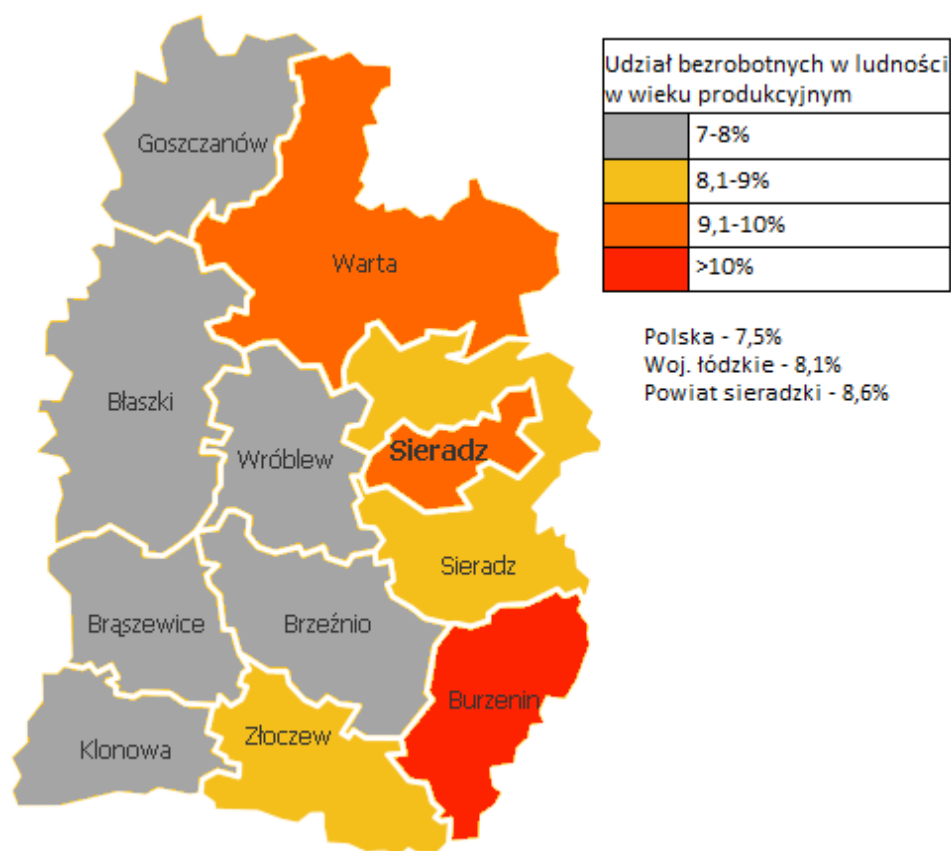 Udział bezrobotnych w ludności
w wieku produkcyjnym
7-8%
8,1-9%
9,1-10%
>10%
Polska - 7,5%
Woj. łódzkie - 8,1%
Powiat sieradzki - 8,6%
Goszczanów
Warta
Błaszki
Wróblew
Sieradz
Sieradz
Brąszewice
Brzeźnio
Burzenin
Złoczew
Klonowa